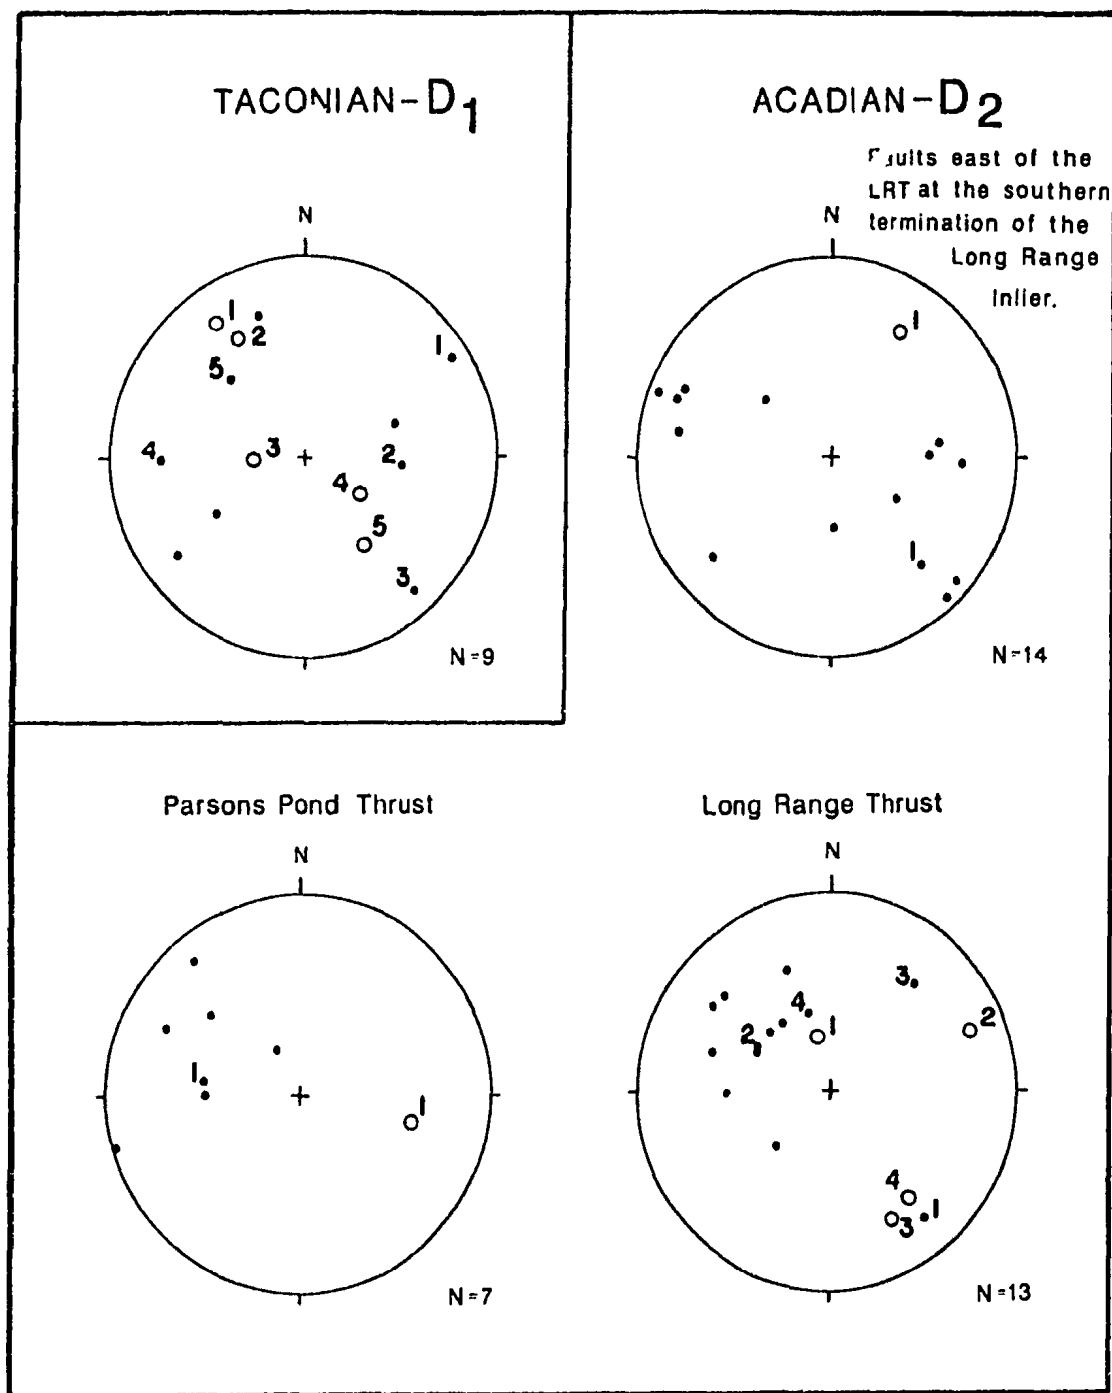 TACONIAN-D1
N
1
2
1
5
4
3
2
4
5
3
N=9
ACADIAN-D2
Faults east of the
LRT at the southern
termination of the
Long Range
Inlier.
N
1
1
N=14
Parsons Pond Thrust
N
1
1
N=7
Long Range Thrust
N
3
4
2
2
1
4
1
3
N=13